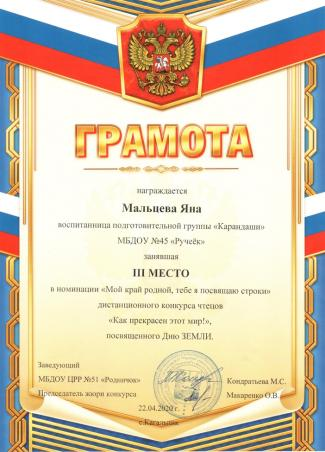 ГРАМОТА
награждается
Мальцева Яна
воспитанница подготовительной группы «Карандаши»
МБДОУ №45 «Ручеёк»
занявшая
III МЕСТО
в номинации «Мой край родной, тебе я посвящаю строки»
дистанционного конкурса чтецов
«Как прекрасен этот мир!»,
посвященного Дню ЗЕМЛИ.
Заведующий
МБДОУ ЦРР №51 «Родничок» Кондратьева М.С.
Председатель жюри конкурса Макаренко О.В.
22.04.2020 г.
с.Кагальник